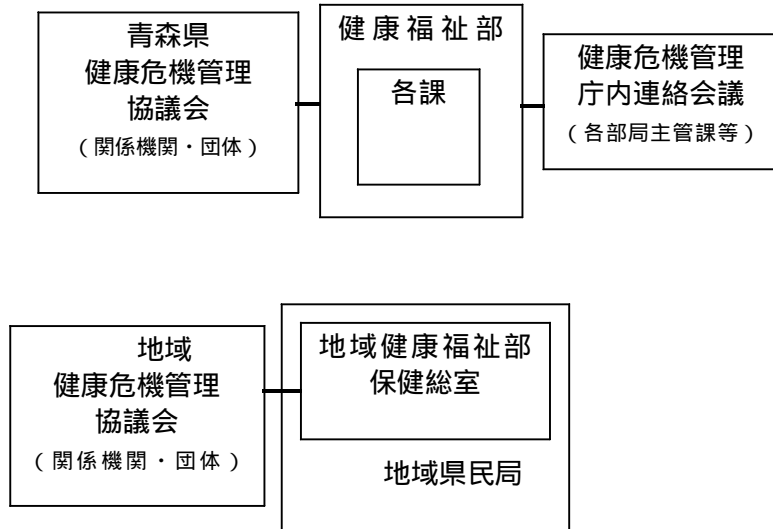 青森県
健康危機管理
協議会
（関係機関・団体）
健康福祉部
各課
健康危機管理
庁内連絡会議
（各部局主管課等）
地域
健康危機管理
協議会
（関係機関・団体）
地域健康福祉部
保健総室
地域県民局